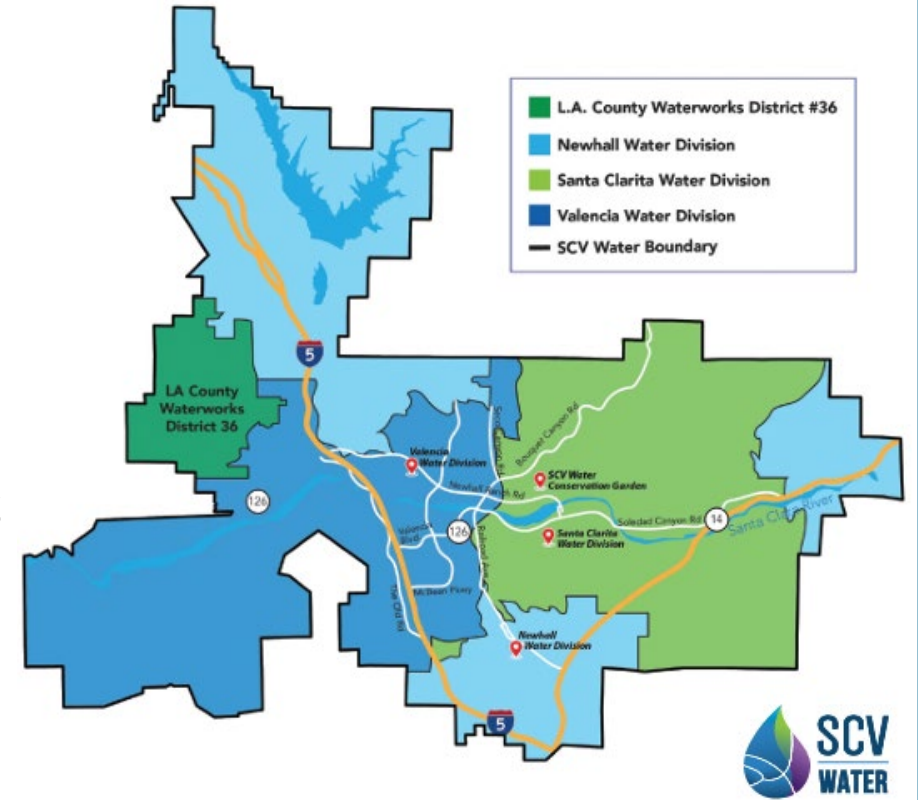 L.A. County Waterworks District #36
Newhall Water Division
Santa Clarita Water Division
Valencia Water Division
SCV Water Boundary
5
LA County
Waterworks
District 36
Bouquet Canyon Rd
Valencia
Water Division
SCV Water
Conservation Garden
Newhall Ranch Rd
126
Soledad Canyon Rd
14
Santa Clara River
Valencia
Blvd
126
Santa Clarita
Water Division
Railroad Ave
McBean Pkwy
The Old Rd
Newhall
Water Division
5
SCV
WATER